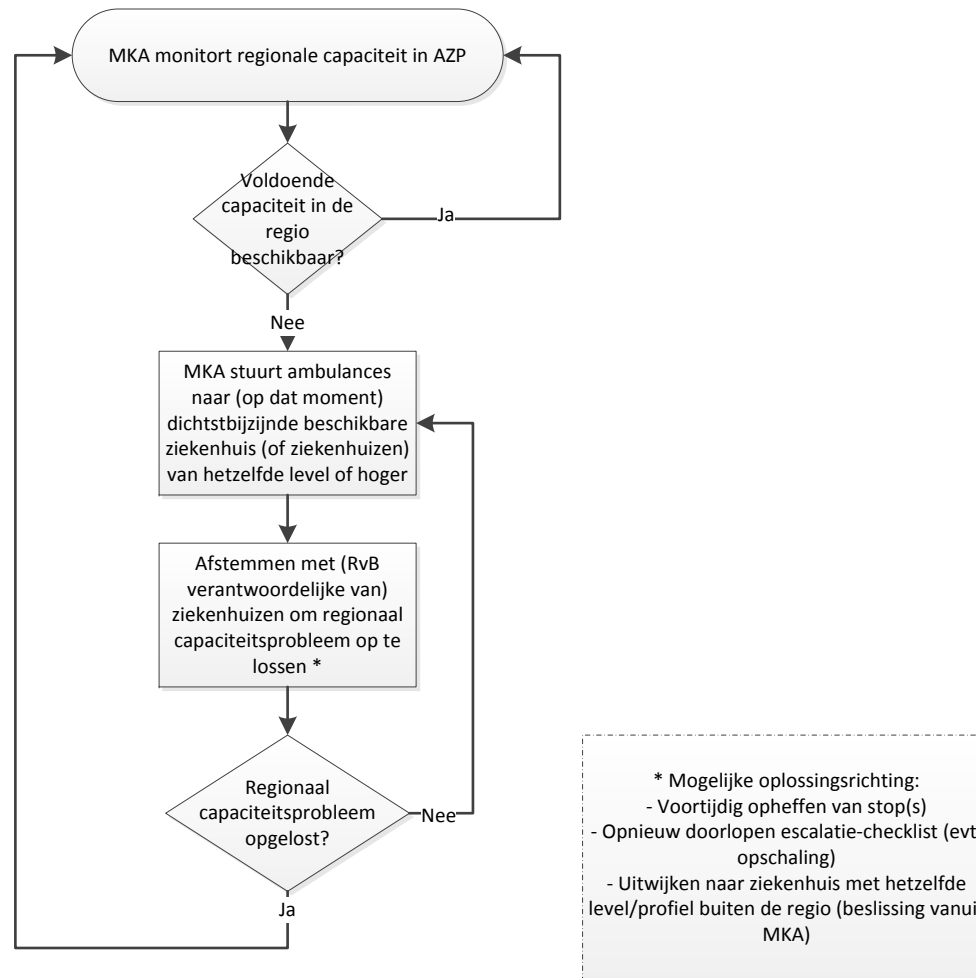 MKA monitort regionale capaciteit in AZP
Voldoende
capaciteit in de
regio
beschikbaar?
Ja
Nee
MKA stuurt ambulances
naar (op dat moment)
dichtstbijzijnde beschikbare
ziekenhuis (of ziekenhuizen)
van hetzelfde level of hoger
Afstemmen met (RvB
verantwoordelijke van)
ziekenhuizen om regionaal
capaciteitsprobleem op te
lossen *
Regionaal
capaciteitsprobleem
opgelost?
Nee
Ja
* Mogelijke oplossingsrichting:
- Voortijdig opheffen van stop(s)
- Opnieuw doorlopen escalatie-checklist (evt
opschaling)
- Uitwijken naar ziekenhuis met hetzelfde
level/profiel buiten de regio (beslissing vanui
MKA)